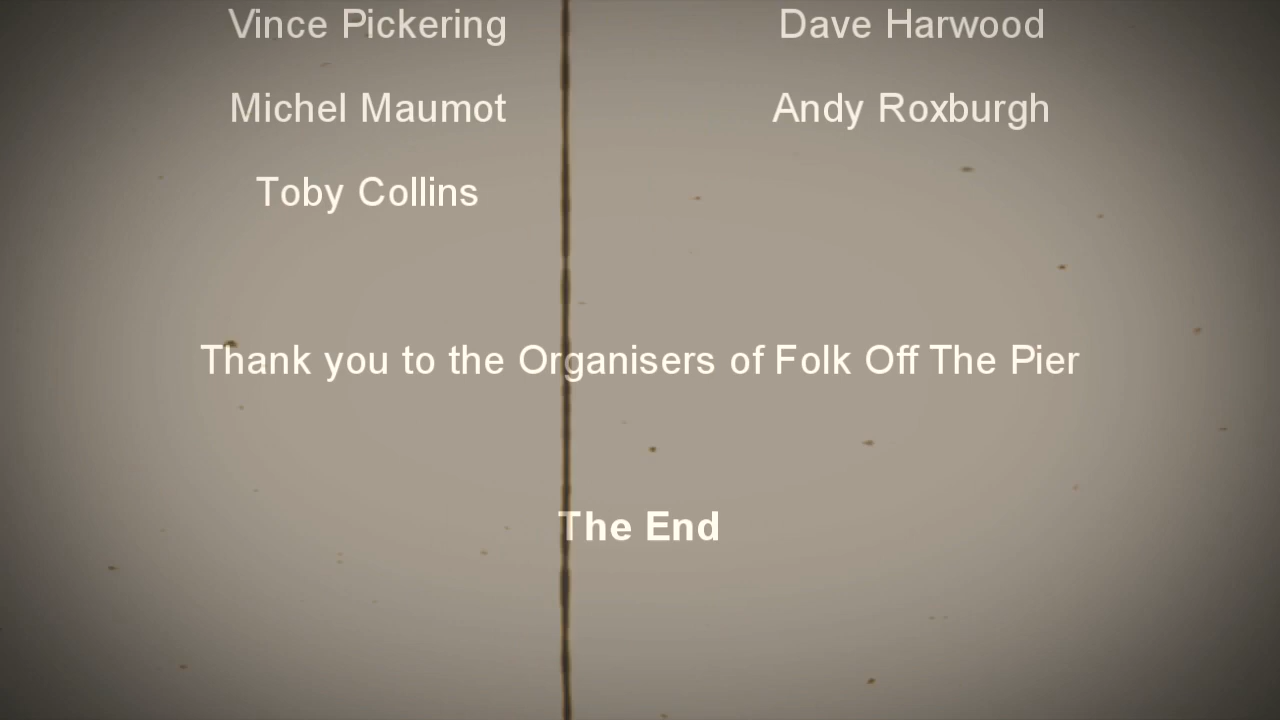 Vince Pickering Dave Harwood
Michel Maumot Andy Roxburgh
Toby Collins
Thank you to the Organisers of Folk Off The Pier
The End